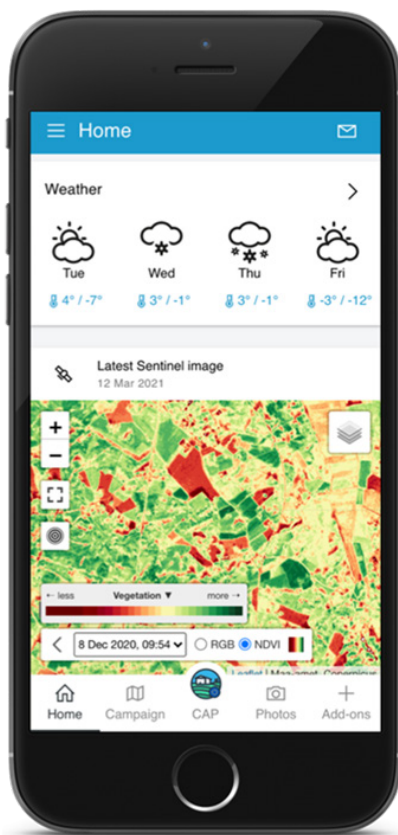 Home
Weather
Tue Wed Thu Fri
4° / -7° 3° / -1° 3° / -1° -3° / -12°
Latest Sentinel image
12 Mar 2021
+
−
← less Vegetation ▼ more →
8 Dec 2020, 09:54 RGB NDVI
Leaflet | Maa-amet, Copernicus
Home Campaign CAP Photos Add-ons